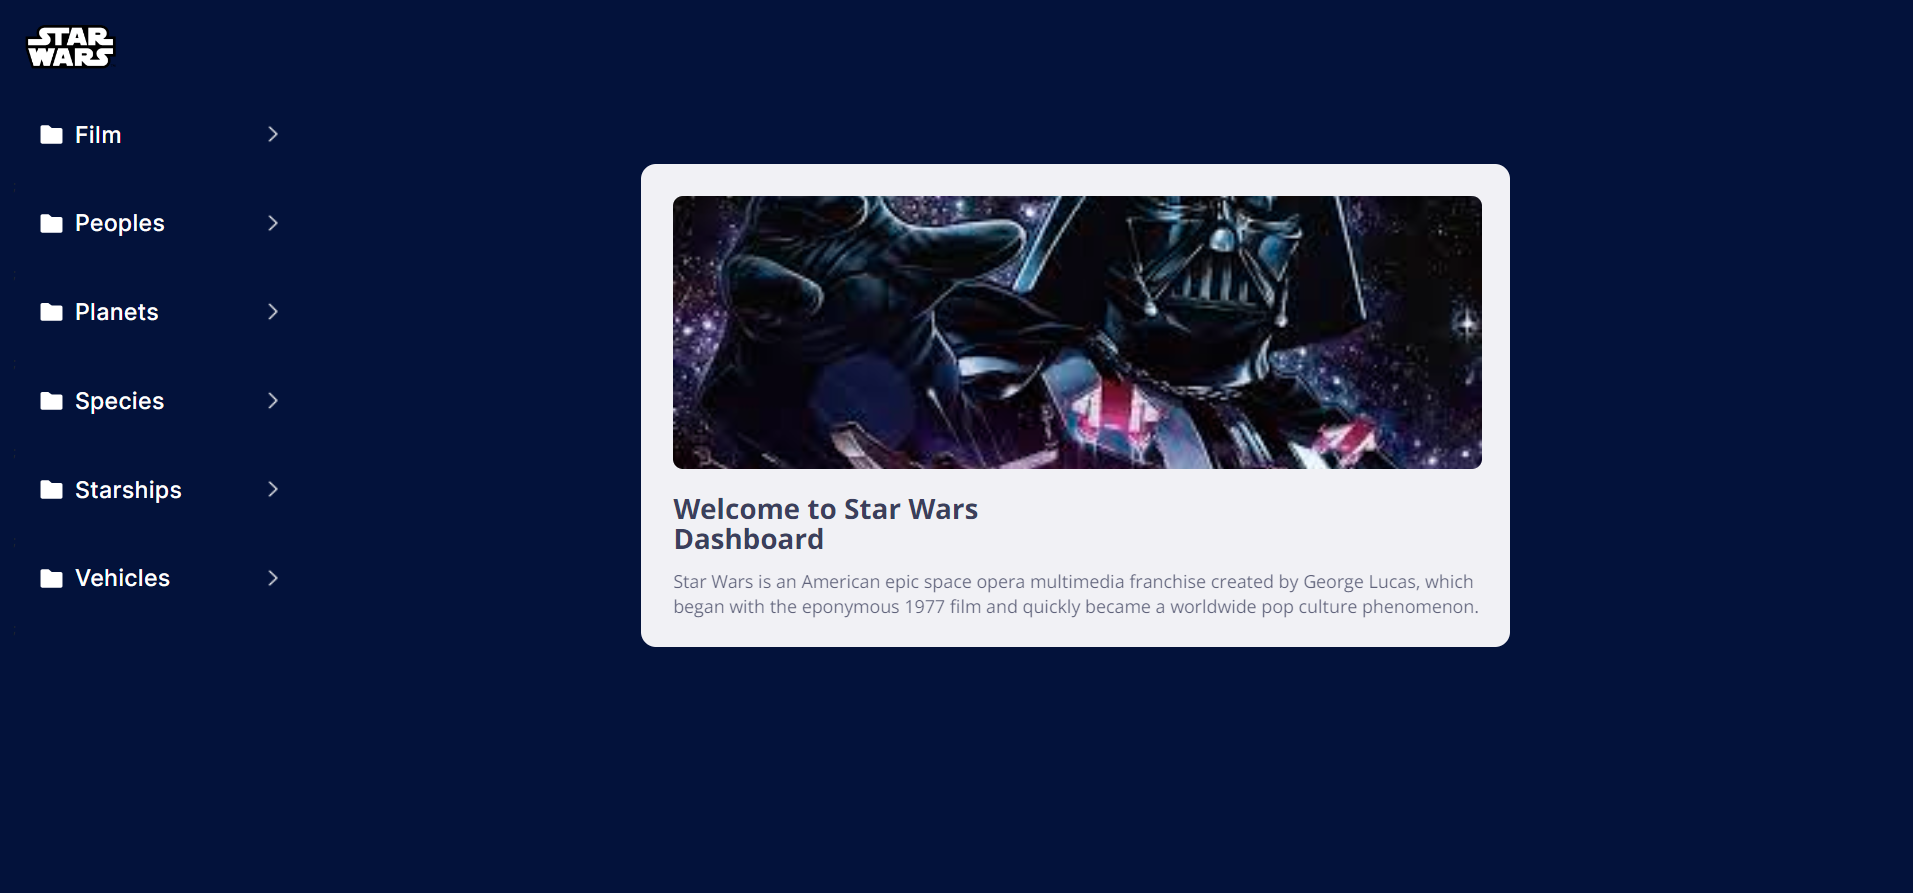 STAR
WARS
Film
Peoples
Planets
Species
Starships
Vehicles
Welcome to Star Wars
Dashboard
Star Wars is an American epic space opera multimedia franchise created by George Lucas, which
began with the eponymous 1977 film and quickly became a worldwide pop culture phenomenon.